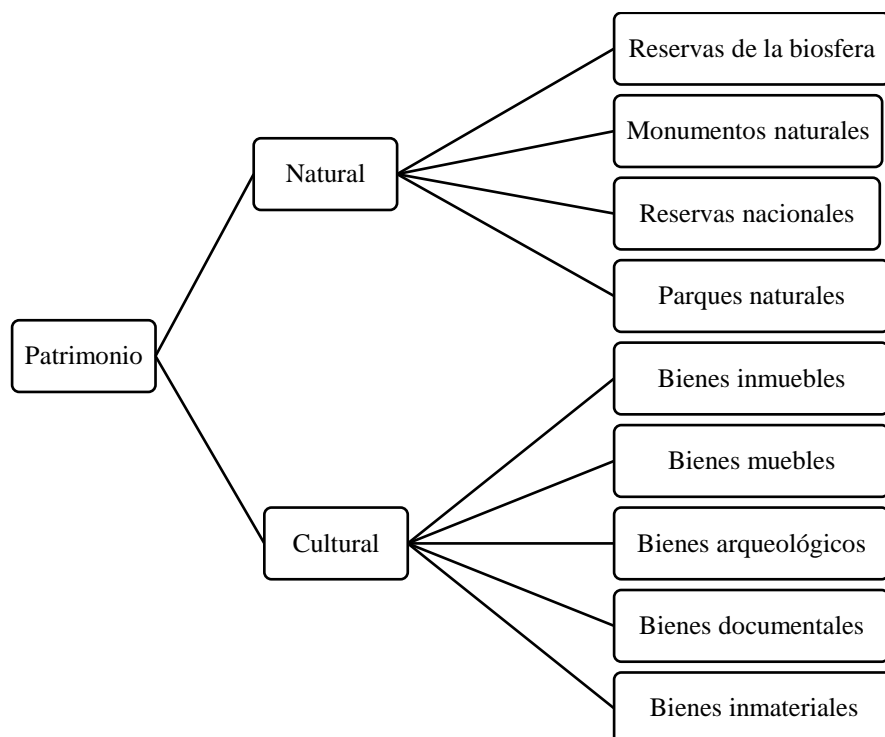 Patrimonio
Natural
Reservas de la biosfera
Monumentos naturales
Reservas nacionales
Parques naturales
Cultural
Bienes inmuebles
Bienes muebles
Bienes arqueológicos
Bienes documentales
Bienes inmateriales